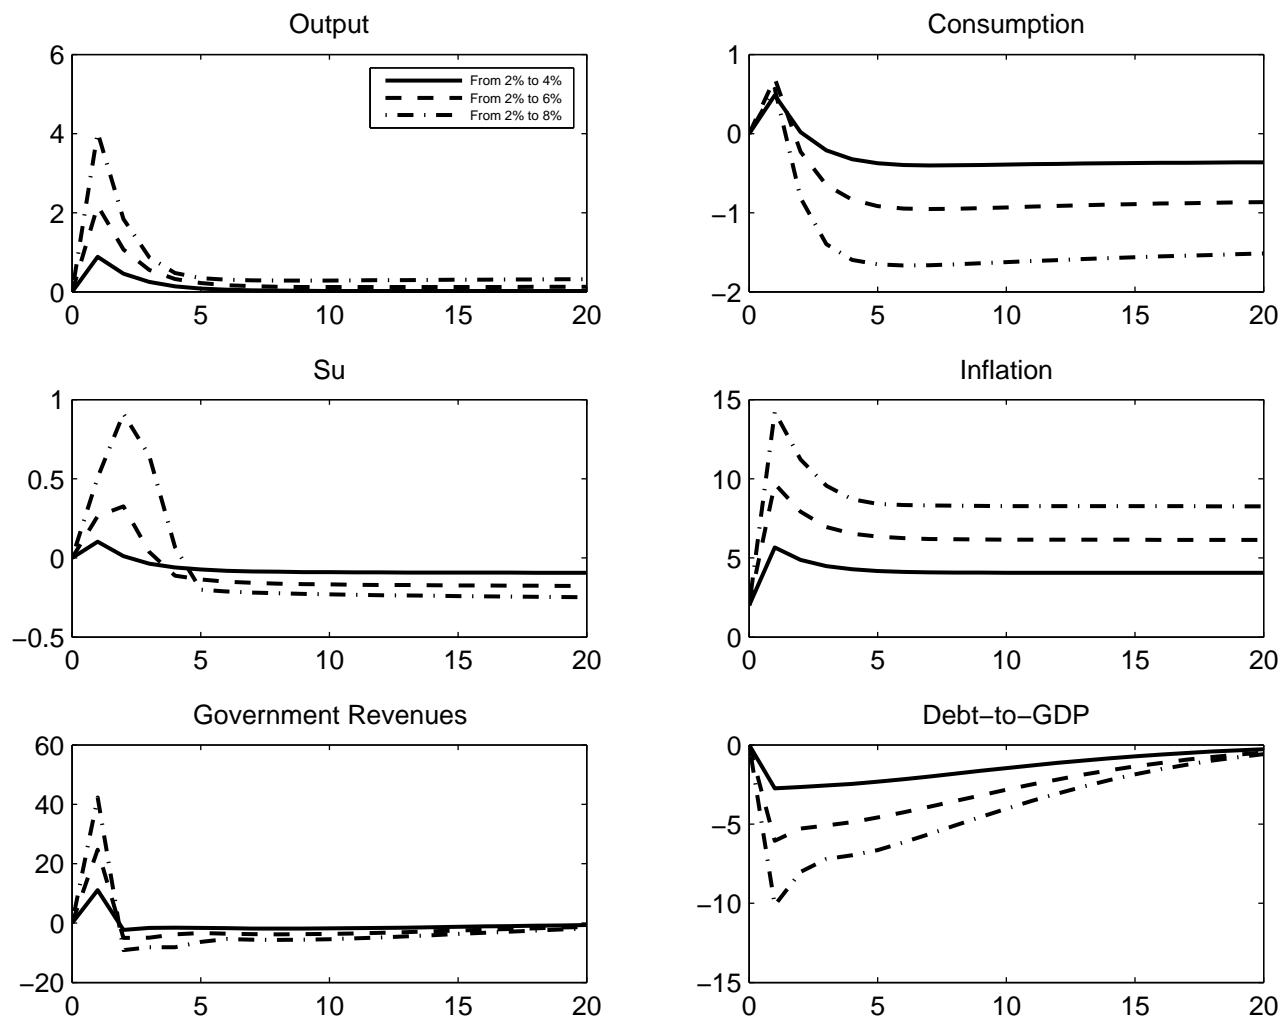 Output
6
4
2
0
0 5 10 15 20
From 2% to 4%
From 2% to 6%
From 2% to 8%
Consumption
1
0
−1
−2
0 5 10 15 20
Su
1
0.5
0
−0.5
0 5 10 15 20
Inflation
15
10
5
0
0 5 10 15 20
Government Revenues
60
40
20
0
−20
0 5 10 15 20
Debt−to−GDP
0
−5
−10
−15
0 5 10 15 20